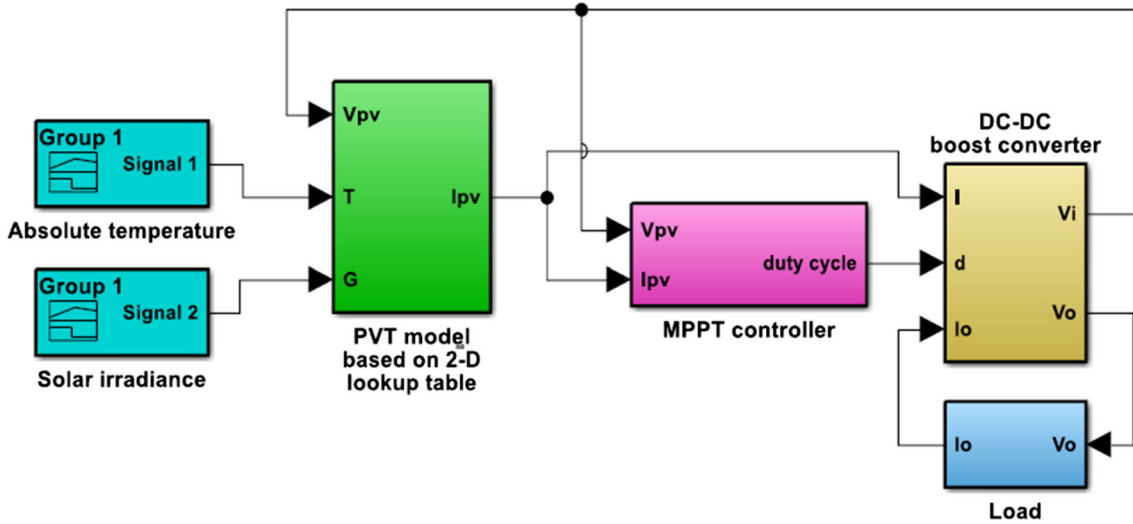 Group 1
Signal 1
Absolute temperature
Group 1
Signal 2
Solar irradiance
Vpv
T
G
Ipv
PVT model
based on 2-D
lookup table
Vpv
Ipv
duty cycle
MPPT controller
DC-DC
boost converter
I
d
Io
Vi
Vo
Io
Vo
Load